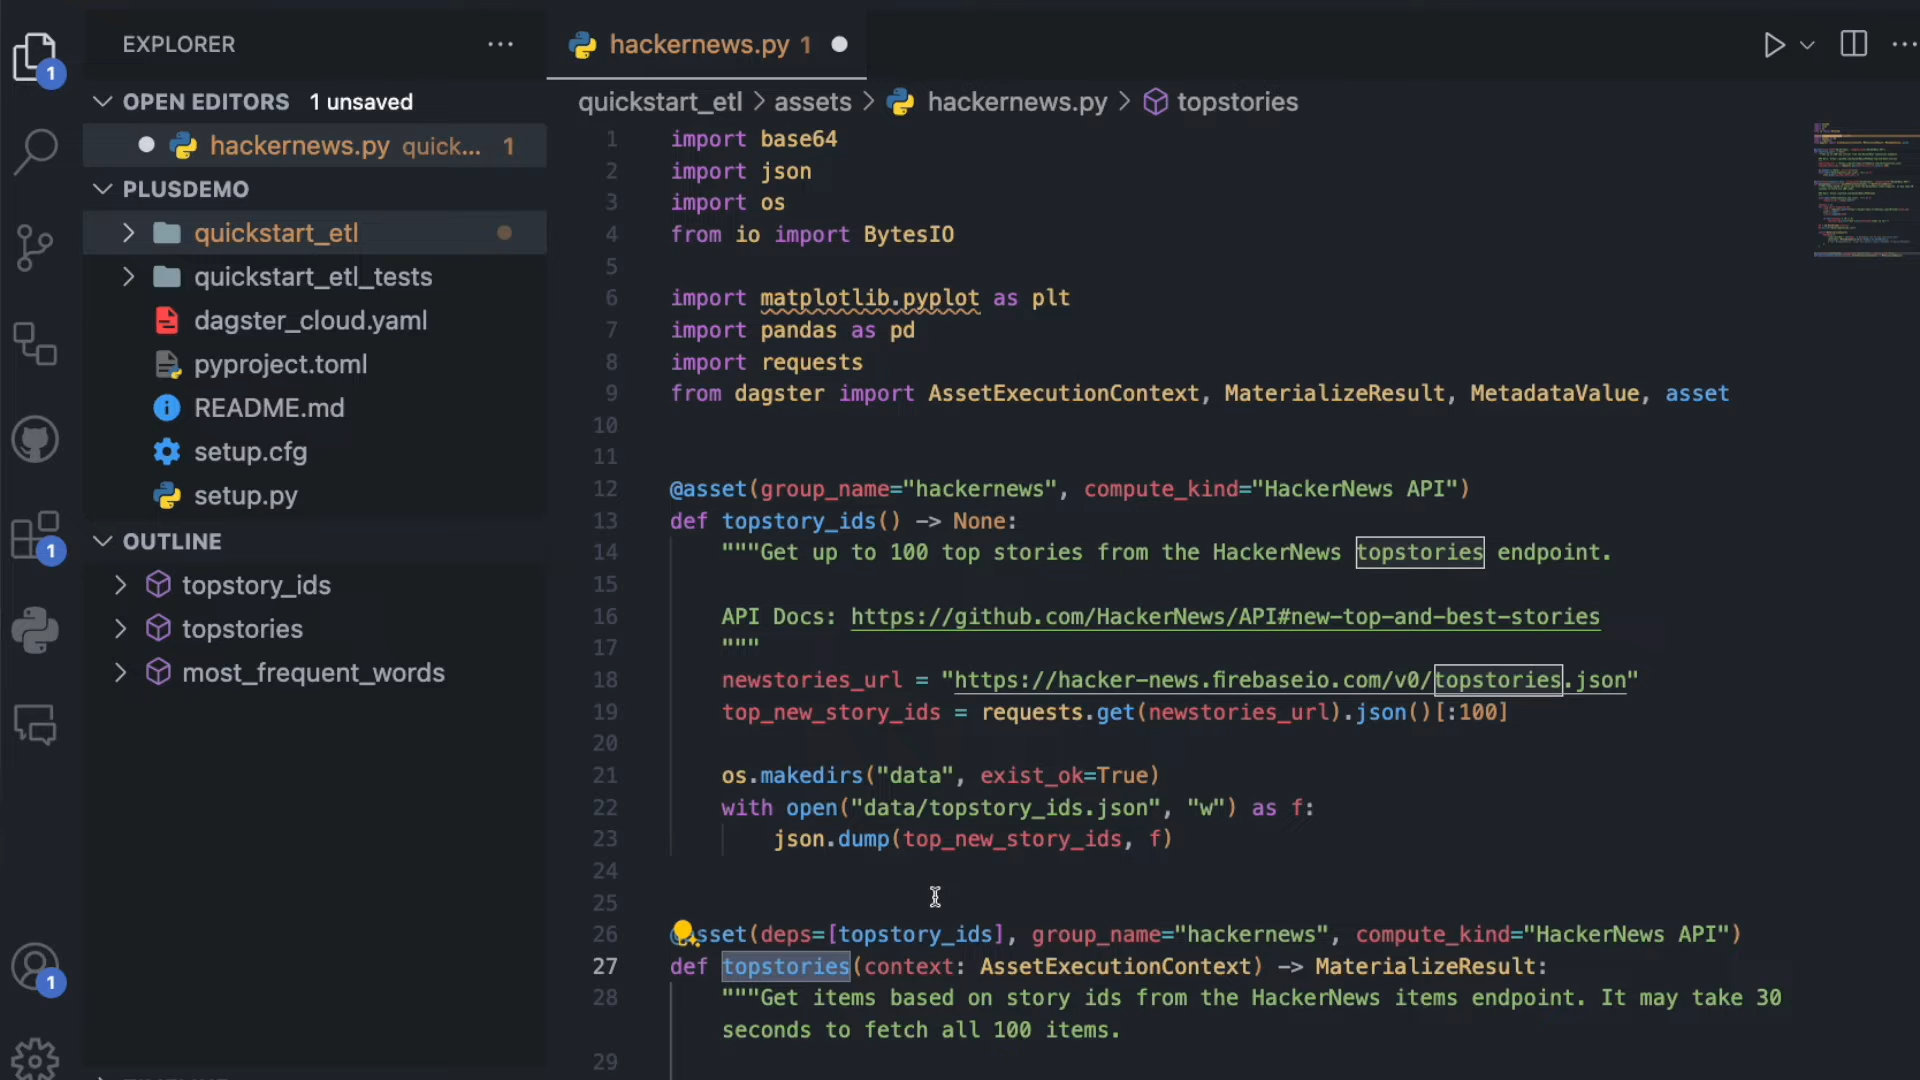 EXPLORER
OPEN EDITORS 1 unsaved
hackernews.py quick... 1
PLUSDEMO
quickstart_etl
quickstart_etl_tests
dagster_cloud.yaml
pyproject.toml
README.md
setup.cfg
setup.py
OUTLINE
topstory_ids
topstories
most_frequent_words
1
1
1
hackernews.py 1
quickstart_etl > assets > hackernews.py > topstories
1 import base64
2 import json
3 import os
4 from io import BytesIO
5
6 import matplotlib.pyplot as plt
7 import pandas as pd
8 import requests
9 from dagster import AssetExecutionContext, MaterializeResult, MetadataValue, asset
10
11
12 @asset(group_name="hackernews", compute_kind="HackerNews API")
13 def topstory_ids() -> None:
14 """Get up to 100 top stories from the HackerNews topstories endpoint.
15
16 API Docs: https://github.com/HackerNews/API#new-top-and-best-stories
17 """
18 newstories_url = "https://hacker-news.firebaseio.com/v0/topstories.json"
19 top_new_story_ids = requests.get(newstories_url).json()[:100]
20
21 os.makedirs("data", exist_ok=True)
22 with open("data/topstory_ids.json", "w") as f:
23 json.dump(top_new_story_ids, f)
24
25
26 @asset(deps=[topstory_ids], group_name="hackernews", compute_kind="HackerNews API")
27 def topstories(context: AssetExecutionContext) -> MaterializeResult:
28 """Get items based on story ids from the HackerNews items endpoint. It may take 30
seconds to fetch all 100 items.
29